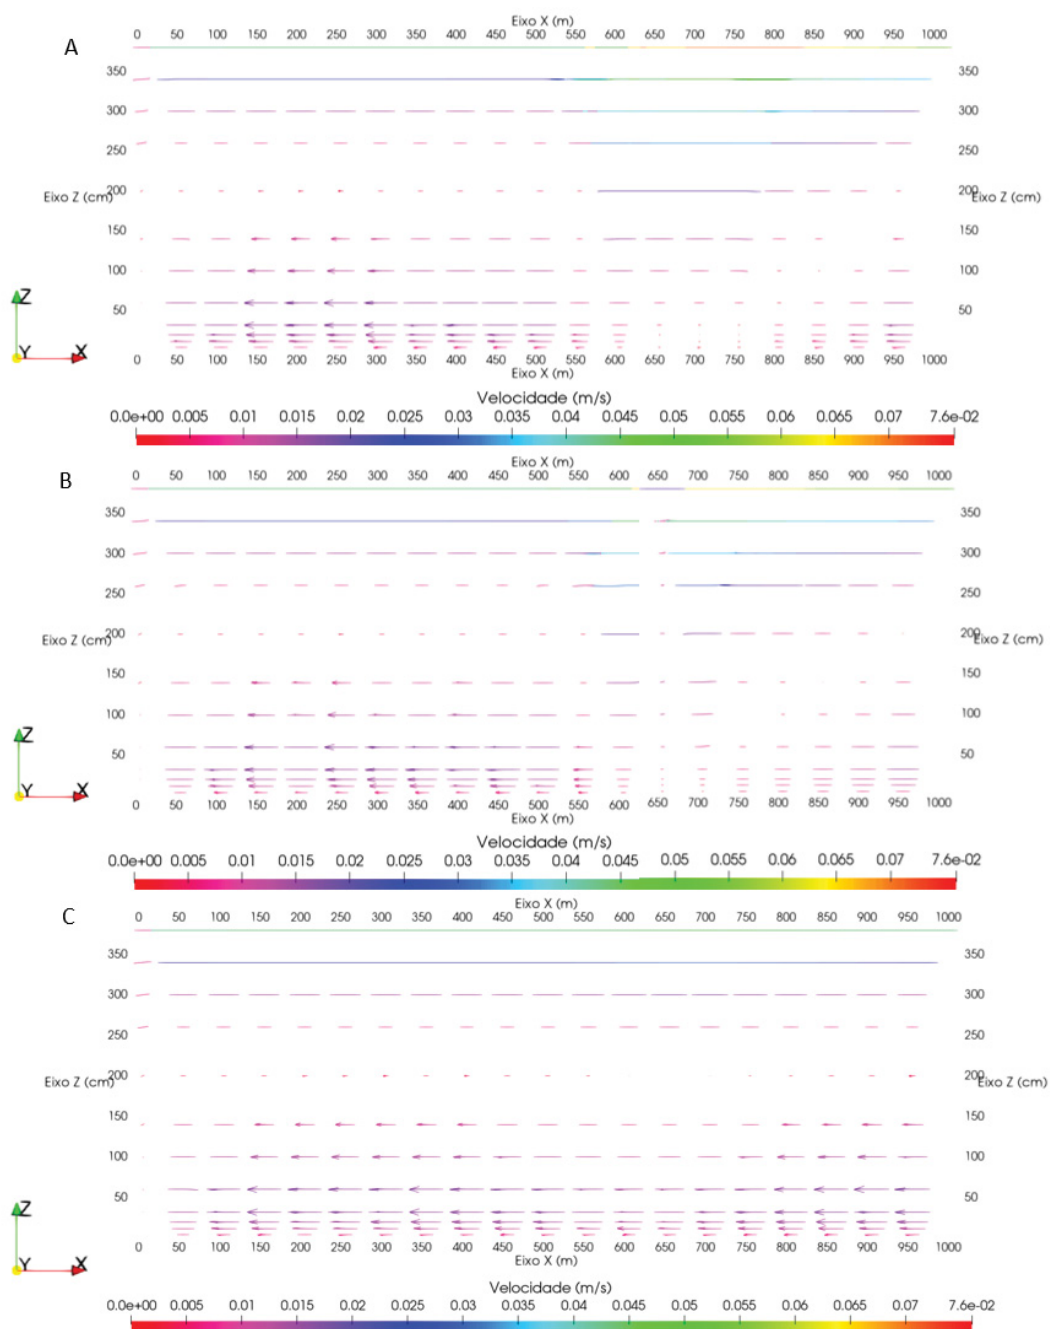 Eixo X (m)
A
0 50 100 150 200 250 300 350 400 450 500 550 600 650 700 750 800 850 900 950 1000
350 350
300 300
250 250
Eixo Z (cm) 200 200 Eixo Z (cm)
150 150
100 100
Z
50 50
Y X
0 50 100 150 200 250 300 350 400 450 500 550 600 650 700 750 800 850 900 950 1000
Eixo X (m)
Velocidade (m/s)
0.0e+00 0.005 0.01 0.015 0.02 0.025 0.03 0.035 0.04 0.045 0.05 0.055 0.06 0.065 0.07 7.6e-02
Eixo X (m)
B
0 50 100 150 200 250 300 350 400 450 500 550 600 650 700 750 800 850 900 950 1000
350 350
300 300
250 250
Eixo Z (cm) 200 200 Eixo Z (cm)
150 150
100 100
Z
50 50
Y X
0 50 100 150 200 250 300 350 400 450 500 550 600 650 700 750 800 850 900 950 1000
Eixo X (m)
Velocidade (m/s)
0.0e+00 0.005 0.01 0.015 0.02 0.025 0.03 0.035 0.04 0.045 0.05 0.055 0.06 0.065 0.07 7.6e-02
Eixo X (m)
C
0 50 100 150 200 250 300 350 400 450 500 550 600 650 700 750 800 850 900 950 1000
350 350
300 300
250 250
Eixo Z (cm) 200 200 Eixo Z (cm)
150 150
100 100
50 50
Z
Y X
0 50 100 150 200 250 300 350 400 450 500 550 600 650 700 750 800 850 900 950 1000
Eixo X (m)
Velocidade (m/s)
0.0e+00 0.005 0.01 0.015 0.02 0.025 0.03 0.035 0.04 0.045 0.05 0.055 0.06 0.065 0.07 7.6e-02